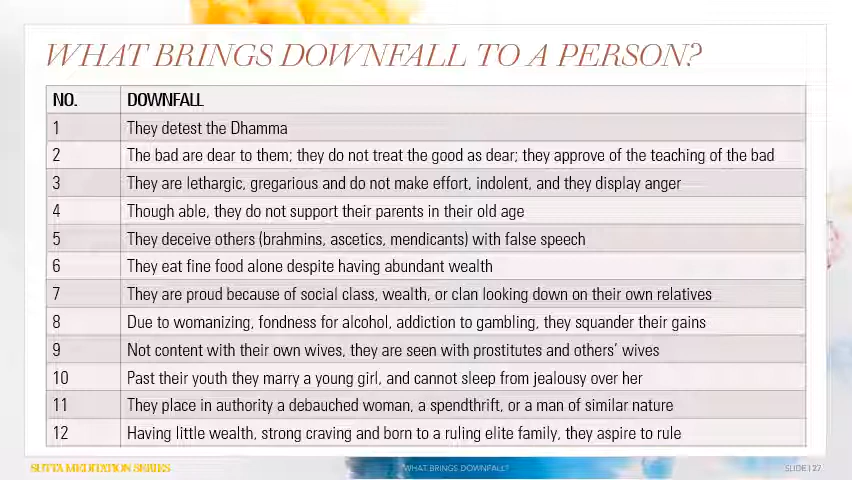 WHAT BRINGS DOWNFALL TO A PERSON?
NO. DOWNFALL
1 They detest the Dhamma
2 The bad are dear to them; they do not treat the good as dear; they approve of the teaching of the bad
3 They are lethargic, gregarious and do not make effort, indolent, and they display anger
4 Though able, they do not support their parents in their old age
5 They deceive others (brahmins, ascetics, mendicants) with false speech
6 They eat fine food alone despite having abundant wealth
7 They are proud because of social class, wealth, or clan looking down on their own relatives
8 Due to womanizing, fondness for alcohol, addiction to gambling, they squander their gains
9 Not content with their own wives, they are seen with prostitutes and others' wives
10 Past their youth they marry a young girl, and cannot sleep from jealousy over her
11 They place in authority a debauched woman, a spendthrift, or a man of similar nature
12 Having little wealth, strong craving and born to a ruling elite family, they aspire to rule
SUTTA MEDITATION SERIES WHAT BRINGS DOWNFALL? SLIDE 127